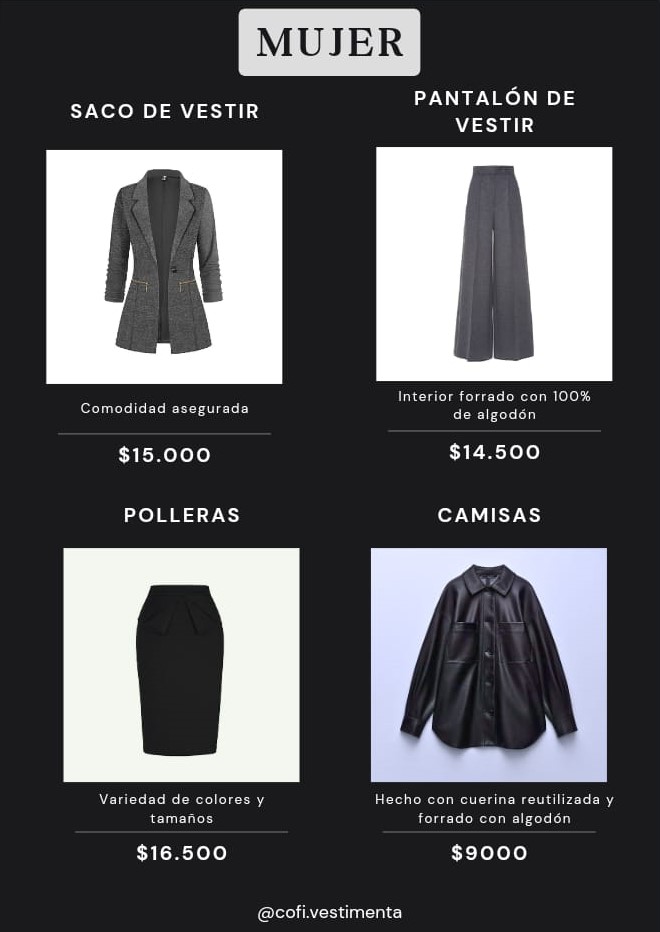 MUJER
SACO DE VESTIR
PANTALÓN DE
VESTIR
Comodidad asegurada
$15.000
Interior forrado con 100%
de algodón
$14.500
POLLERAS
CAMISAS
Variedad de colores y
tamaños
$16.500
Hecho con cuerina reutilizada y
forrado con algodón
$9000
@cofi.vestimenta